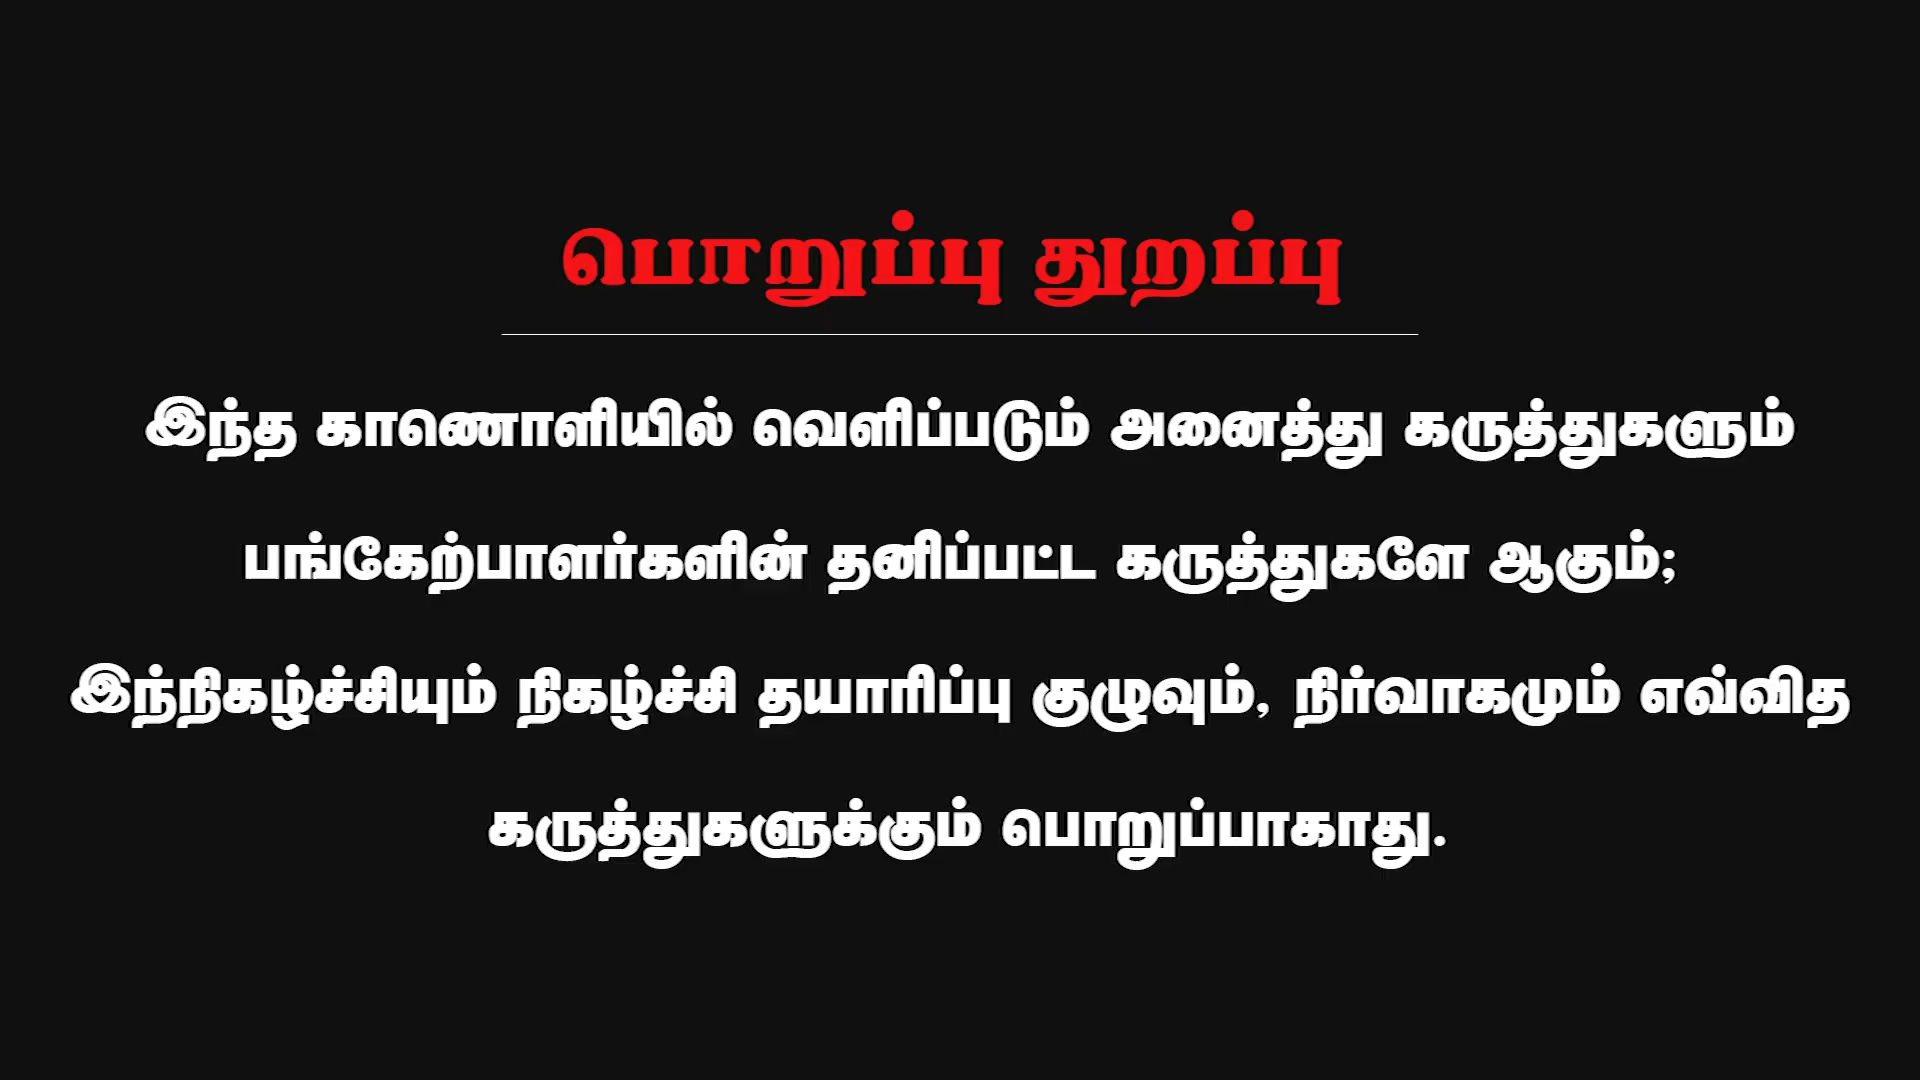 பொறுப்பு துறப்பு
இந்த காணொளியில் வெளிப்படும் அனைத்து கருத்துகளும்
பங்கேற்பாளர்களின் தனிப்பட்ட கருத்துகளே ஆகும்;
இந்நிகழ்ச்சியும் நிகழ்ச்சி தயாரிப்பு குழுவும், நிர்வாகமும் எவ்வித
கருத்துகளுக்கும் பொறுப்பாகாது.